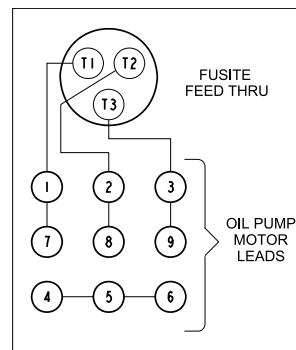 T1 T2
T3
FUSITE
FEED THRU
1 2 3
7 8 9
4 5 6
OIL PUMP
MOTOR
LEADS